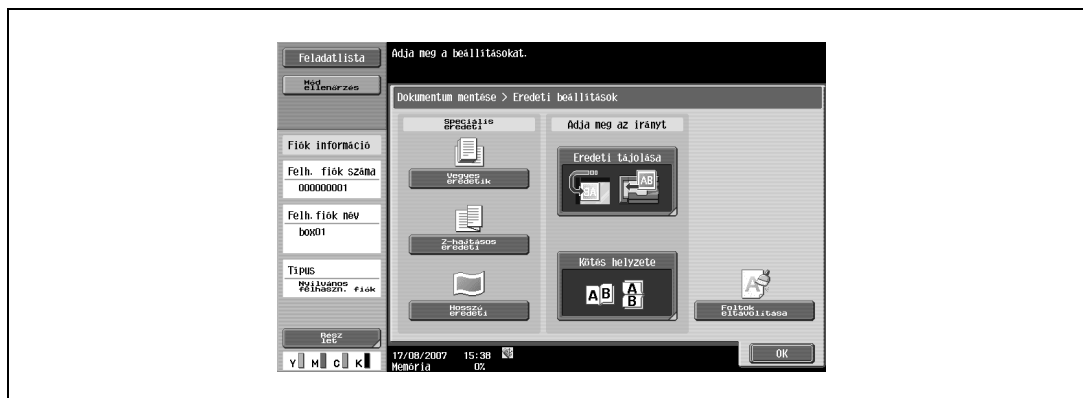 Feladatlista
Mód
ellenőrzés
Adja meg a beállításokat.
Dokumentum mentése > Eredeti beállítások
Fiók információ
Felh. fiók száma
000000001
Felh.fiók név
box01
Típus
Nyilvános
felhaszn. fiók
Rész
let
Y M C K
Speciális
eredeti
Vegyes
eredetik
Z-hajtásos
eredeti
Hosszú
eredeti
Adja meg az irányt
Eredeti tájolása
AB
AB
Kötés helyzete
A B
A
B
A
Foltok
eltávolítása
17/08/2007 15:38
Memória 0%
OK